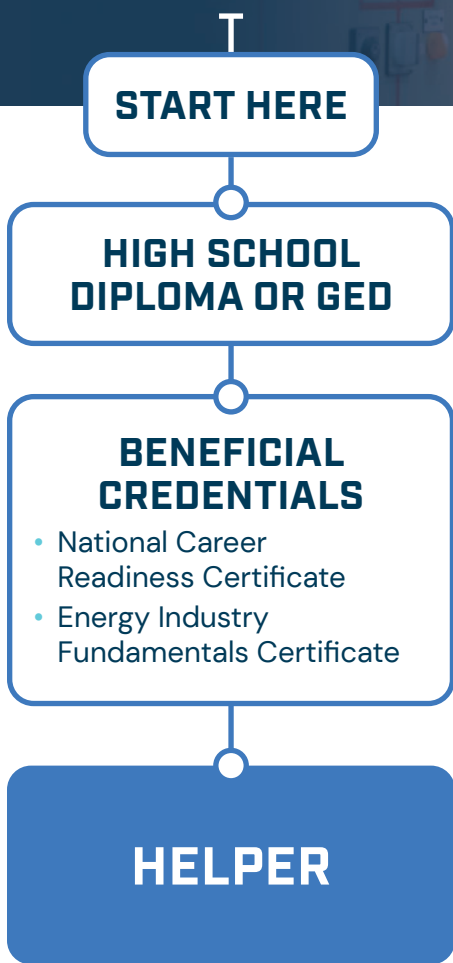 START HERE
HIGH SCHOOL
DIPLOMA OR GED
BENEFICIAL
CREDENTIALS
• National Career
Readiness Certificate
• Energy Industry
Fundamentals Certificate
HELPER